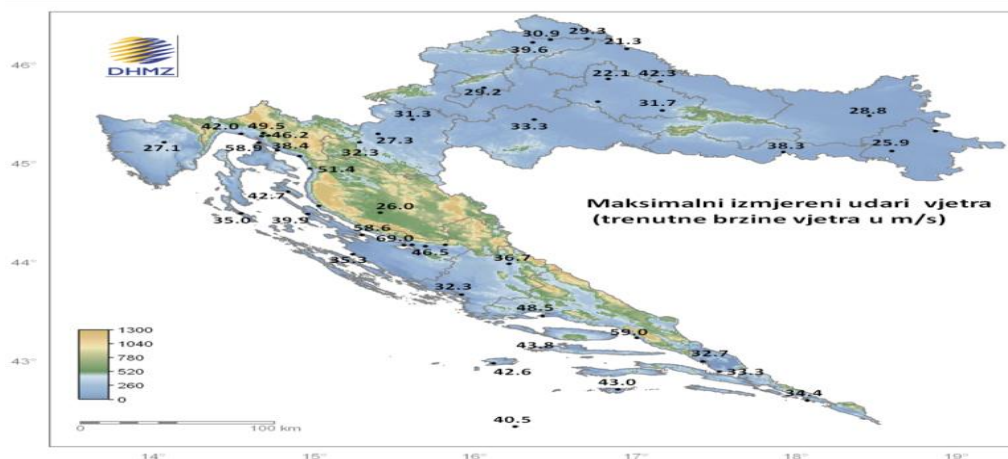 30.9 29.3
39.6 21.3
DHMZ
46°
22.1 42.3
29.2
31.3 31.7 28.8
33.3
42.0 49.5 46.2 27.3
27.1 58.9 38.4 32.3 38.3 25.9
45°
51.4
42.7
26.0 Maksimalni izmjereni udari vjetra
35.0 39.9 (trenutne brzine vjetra u m/s)
58.6
69.0
46.5
35.3 36.7
44°
32.3
48.5
1300
1040 59.0
780 43.8 32.7
43°
520 42.6 33.3
260 43.0
0 34.4
100 km 40.5
14° 15° 16° 17° 18° 19°